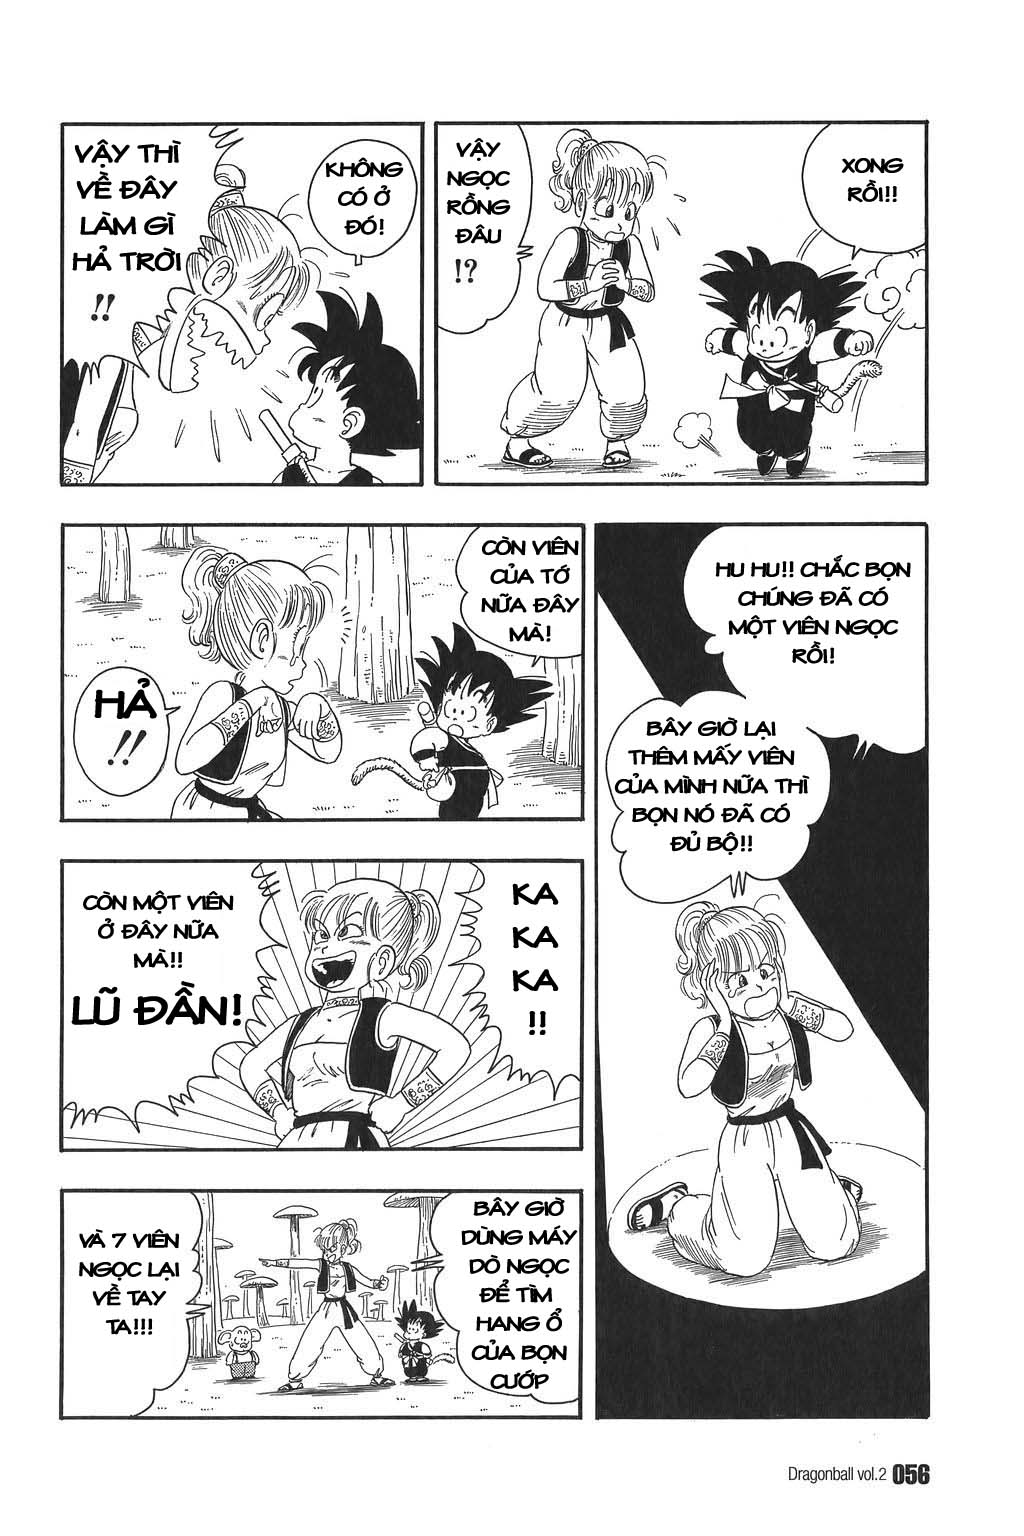 XONG
RỒI!!
VẬY
NGỌC
RỒNG
ĐÂU
!?
KHÔNG
CÓ Ở
ĐÓ!
VẬY THÌ
VỀ ĐÂY
LÀM GÌ
HẢ TRỜI
!!
HU HU!! CHẮC BỌN
CHÚNG ĐÃ CÓ
MỘT VIÊN NGỌC
RỒI!
BÂY GIỜ LẠI
THÊM MẤY VIÊN
CỦA MÌNH NỮA THÌ
BỌN NÓ ĐÃ CÓ
ĐỦ BỘ!!
CÒN VIÊN
CỦA TỚ
NỮA ĐÂY
MÀ!
HẢ
!!
KA
KA
KA
!!
CÒN MỘT VIÊN
Ở ĐÂY NỮA
MÀ!!
LŨ ĐẦN!
BÂY GIỜ
DÙNG MÁY
DÒ NGỌC
ĐỂ TÌM
HANG Ổ
CỦA BỌN
CƯỚP
VÀ 7 VIÊN
NGỌC LẠI
VỀ TAY
TA!!!
Dragonball vol.2 056